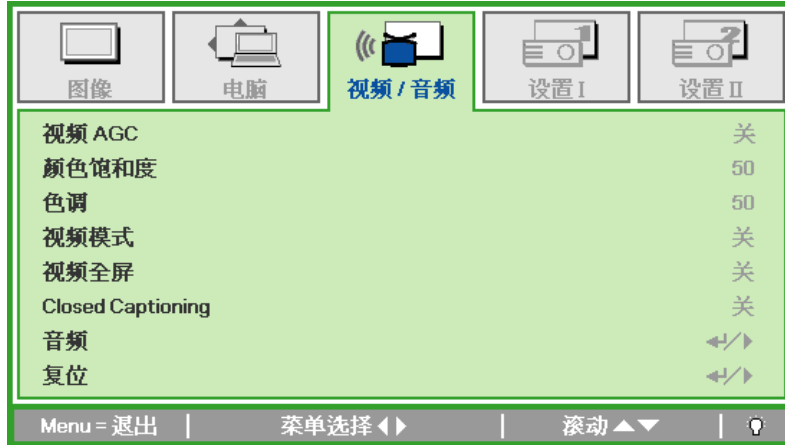 图像 电脑 视频 / 音频 设置 I 设置 II
视频 AGC 关
颜色饱和度 50
色调 50
视频模式 关
视频全屏 关
Closed Captioning 关
音频
复位
Menu = 退出 菜单选择 滚动